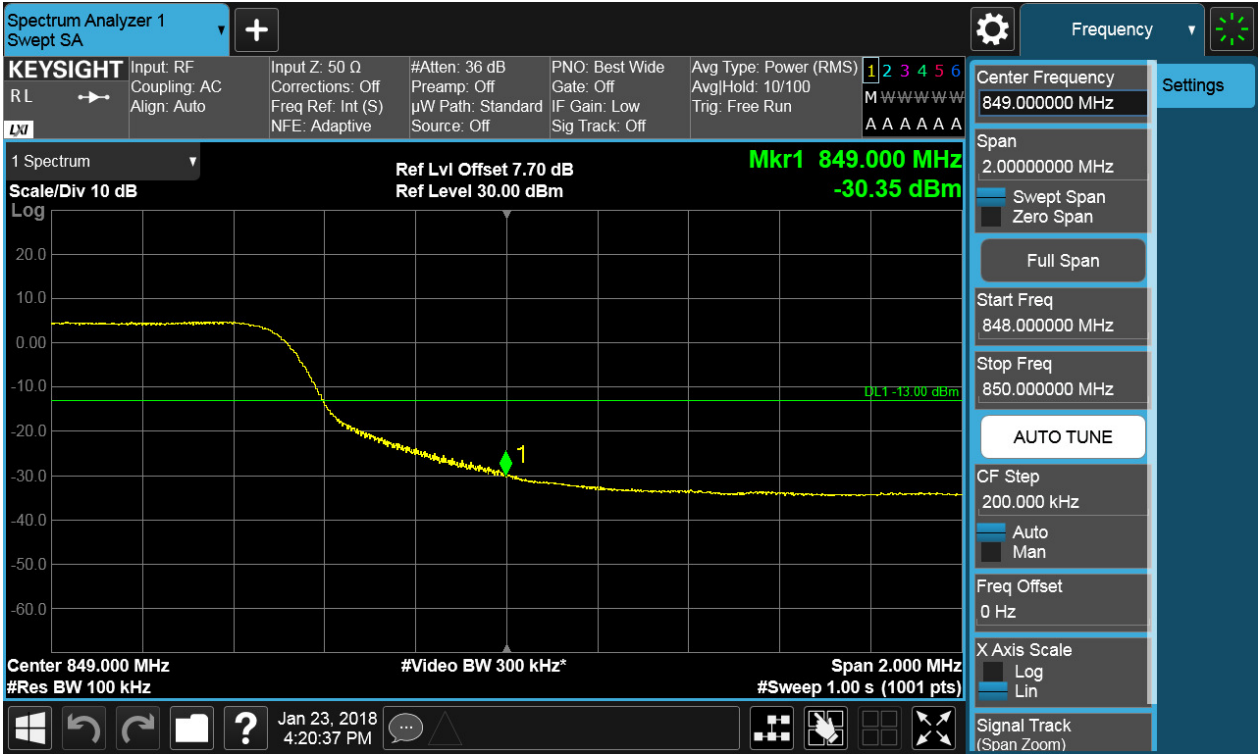 Spectrum Analyzer 1
Swept SA
+
Frequency
KEYSIGHT
R L
LXI
Input: RF
Coupling: AC
Align: Auto
Input Z: 50 Ω
Corrections: Off
Freq Ref: Int (S)
NFE: Adaptive
#Atten: 36 dB
Preamp: Off
µW Path: Standard
Source: Off
PNO: Best Wide
Gate: Off
IF Gain: Low
Sig Track: Off
Avg Type: Power (RMS)
Avg|Hold: 10/100
Trig: Free Run
1 2 3 4 5 6
M W W W W W
A A A A A A
1 Spectrum
Scale/Div 10 dB
Log
Ref Lvl Offset 7.70 dB
Ref Level 30.00 dBm
Mkr1 849.000 MHz
-30.35 dBm
20.0
10.0
0.00
-10.0
-20.0
-30.0
-40.0
-50.0
-60.0
DL1 -13.00 dBm
1
Center 849.000 MHz
#Res BW 100 kHz
#Video BW 300 kHz*
Span 2.000 MHz
#Sweep 1.00 s (1001 pts)
Center Frequency
849.000000 MHz
Span
2.00000000 MHz
Swept Span
Zero Span
Full Span
Start Freq
848.000000 MHz
Stop Freq
850.000000 MHz
AUTO TUNE
CF Step
200.000 kHz
Auto
Man
Freq Offset
0 Hz
X Axis Scale
Log
Lin
Signal Track
(Span Zoom)
Settings
?
Jan 23, 2018
4:20:37 PM